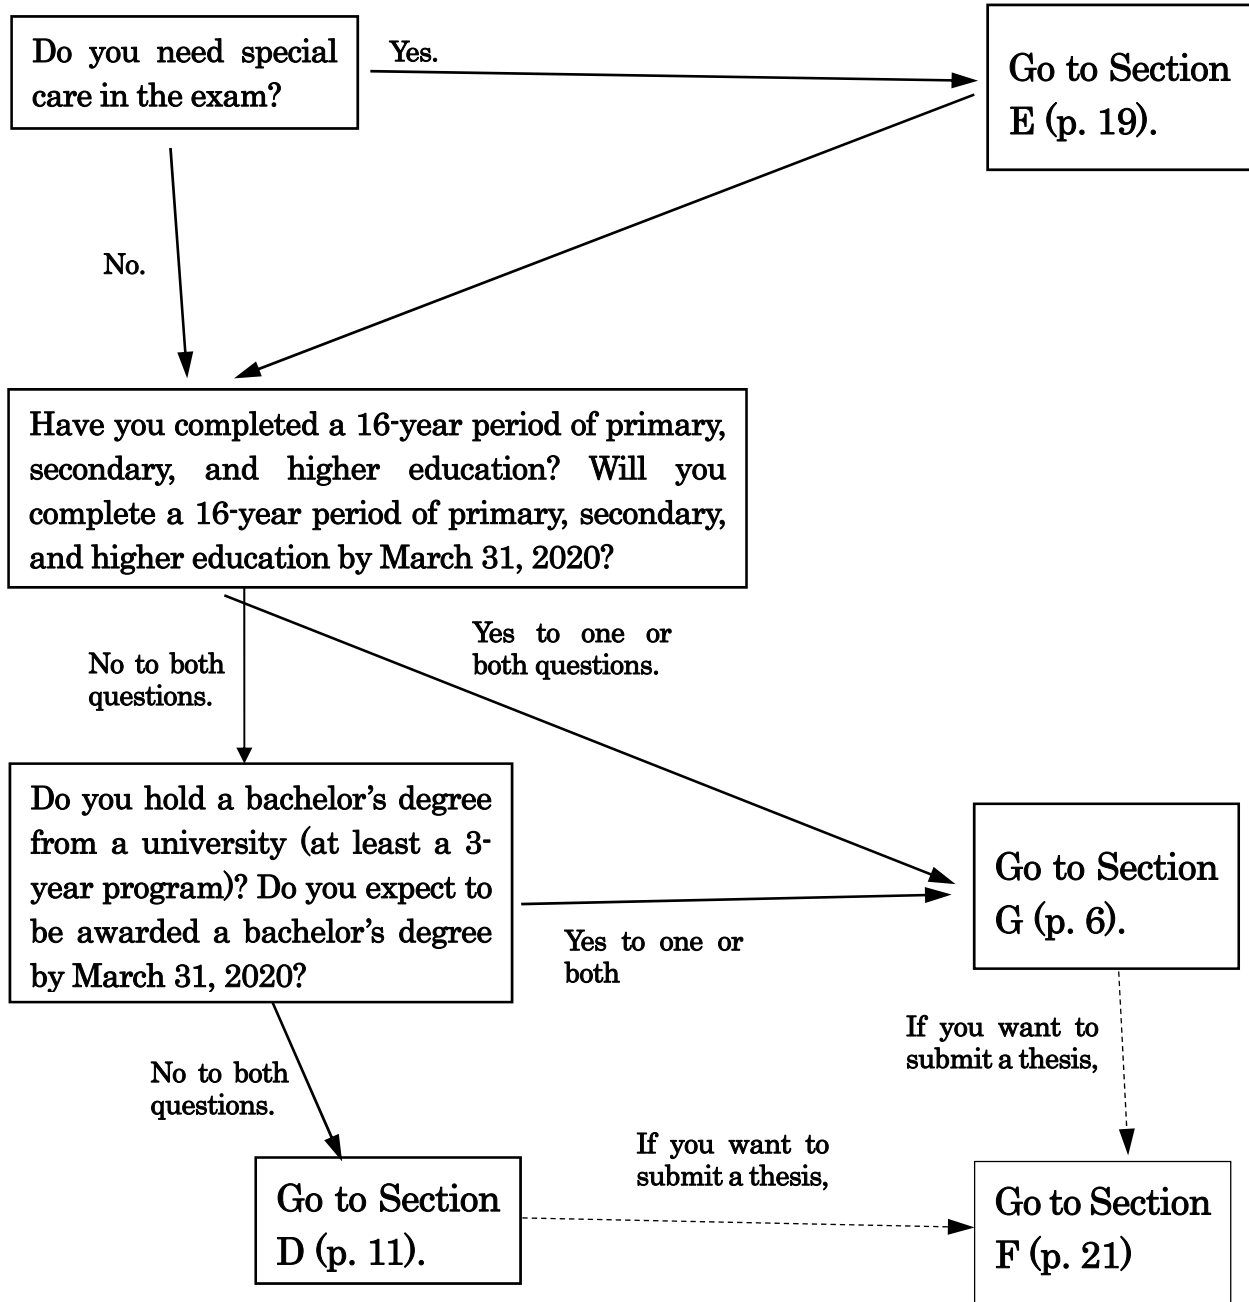 Do you need special
care in the exam?
Yes.
Go to Section
E (p. 19).
No.
Have you completed a 16-year period of primary,
secondary, and higher education? Will you
complete a 16-year period of primary, secondary,
and higher education by March 31, 2020?
Yes to one or
both questions.
No to both
questions.
Do you hold a bachelor's degree
from a university (at least a 3-
year program)? Do you expect to
be awarded a bachelor's degree
by March 31, 2020?
Go to Section
G (p. 6).
Yes to one or
both
If you want to
submit a thesis,
No to both
questions.
If you want to
submit a thesis,
Go to Section
D (p. 11).
Go to Section
F (p. 21)